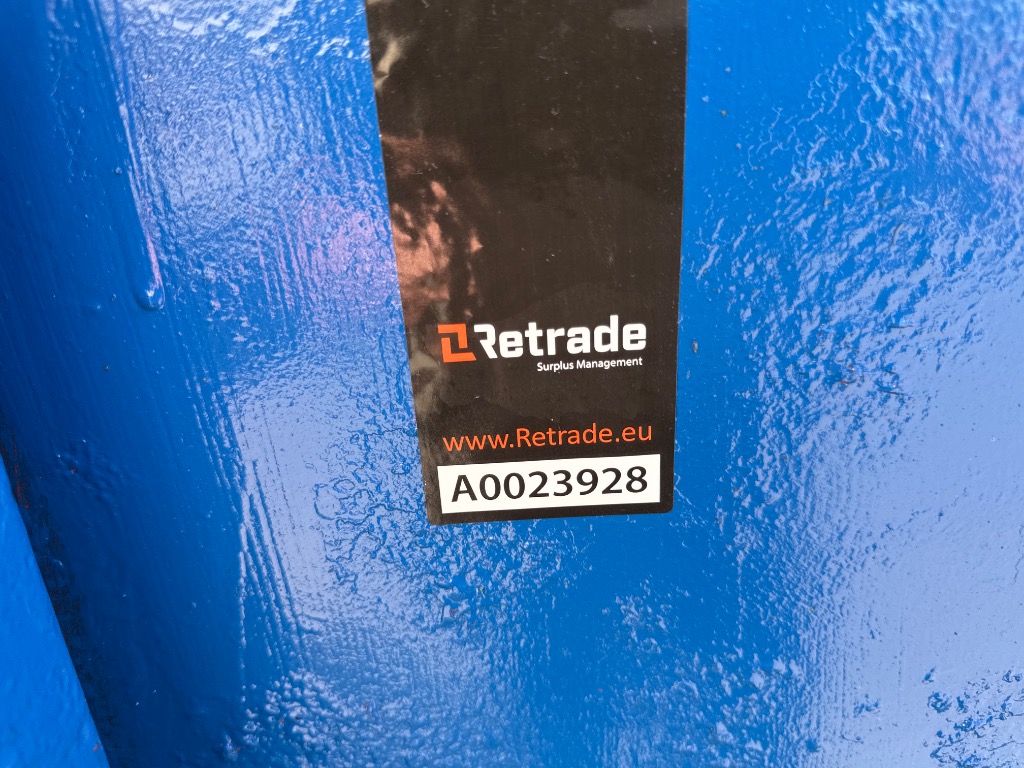 Retrade
Surplus Management
www.Retrade.eu
A0023928